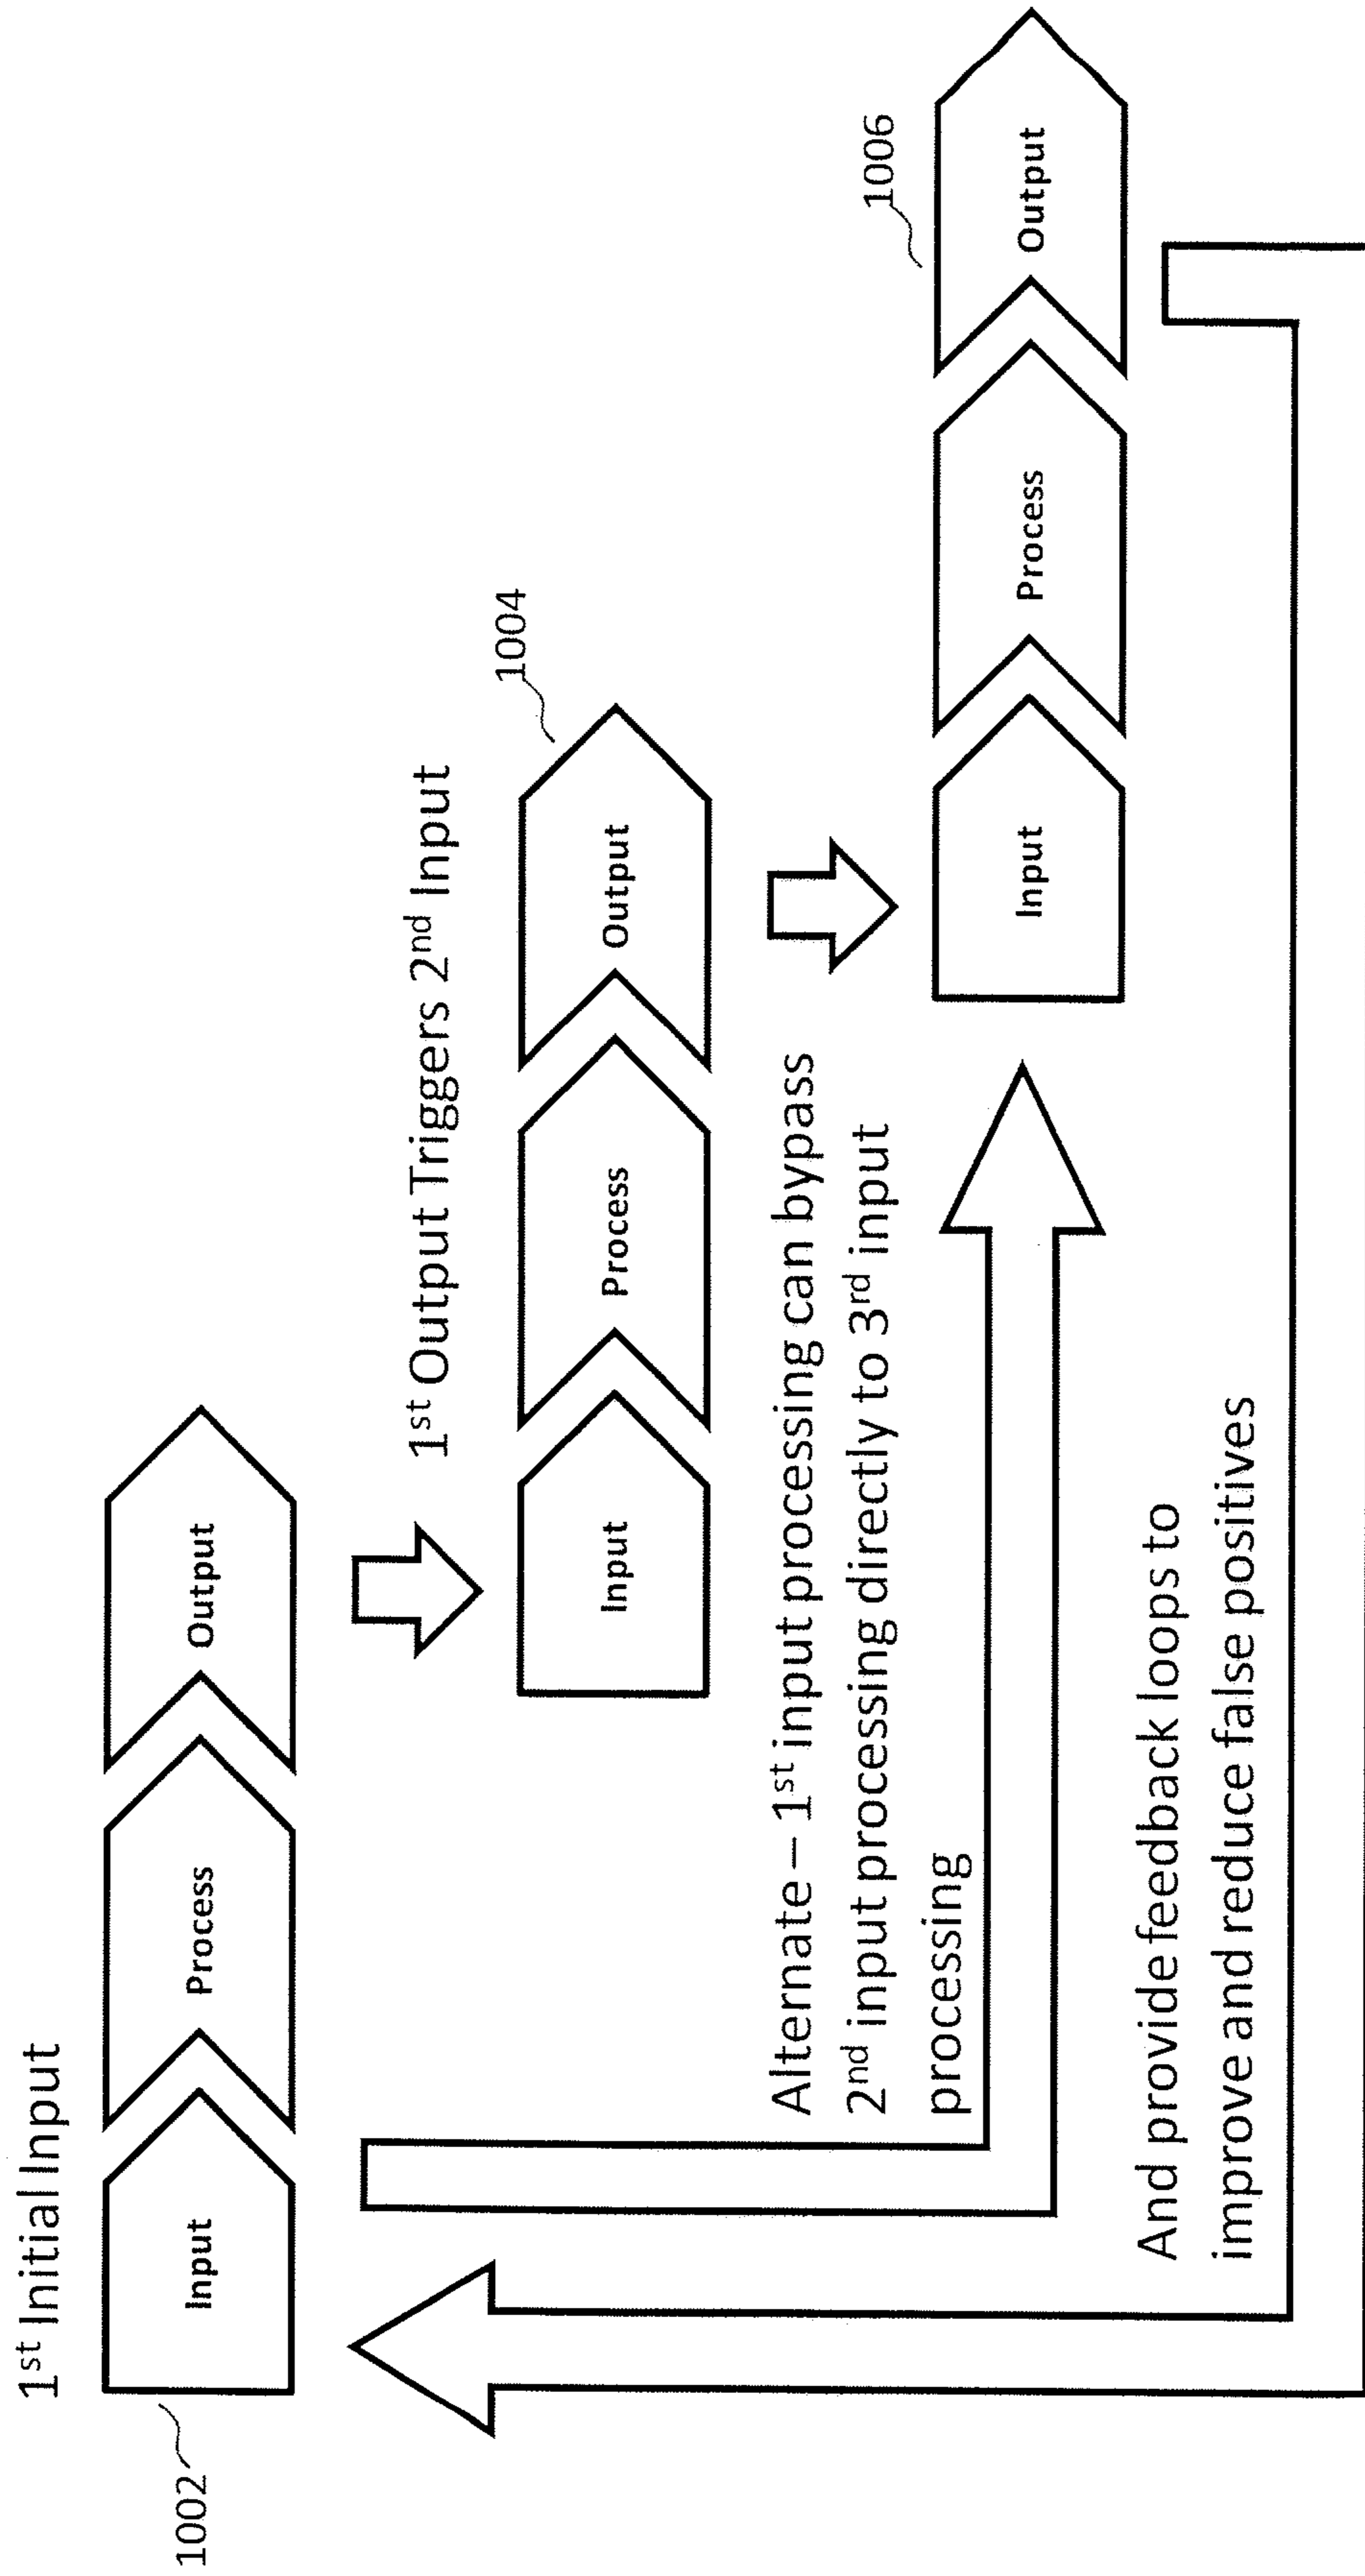 1st Initial Input
1002
Input
Process
Output
1st Output Triggers 2nd Input
1004
Input
Process
Output
Alternate – 1st input processing can bypass
2nd input processing directly to 3rd input
processing
1006
Input
Process
Output
And provide feedback loops to
improve and reduce false positives